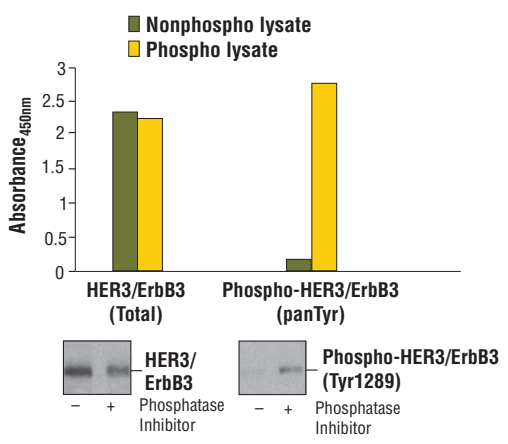 Nonphospho lysate
Phospho lysate
Absorbance450nm
3
2.5
2
1.5
1
0.5
0
HER3/ErbB3
(Total)
Phospho-HER3/ErbB3
(panTyr)
HER3/
ErbB3
– + Phosphatase
Inhibitor
Phospho-HER3/ErbB3
(Tyr1289)
– + Phosphatase
Inhibitor